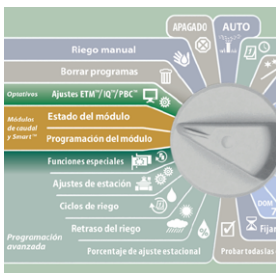 APAGADO
AUTO
Riego manual
Borrar programas
Optativos
Ajustes ETM™/IQ™/PBC™
Módulos
de caudal
y Smart™
Estado del módulo
Programación del módulo
Funciones especiales
Ajustes de estación
Ciclos de riego
Retraso del riego
Programación
avanzada
Porcentaje de ajuste estacional
DOM
7
Fijar
Probar todas las